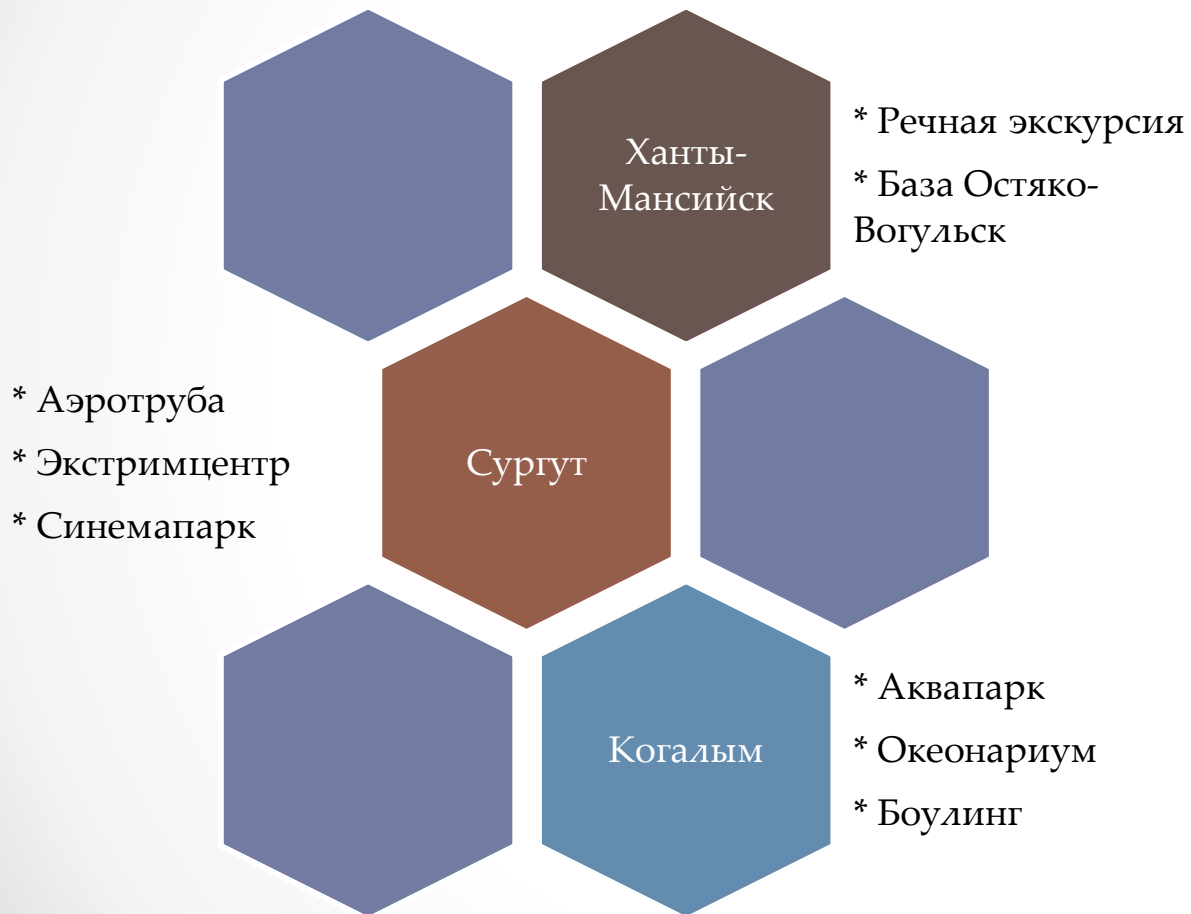 Ханты-
Мансийск
* Речная экскурсия
* База Остяко-
Вогульск
* Аэротруба
* Экстримцентр
* Синемапарк
Сургут
Когалым
* Аквапарк
* Океонариум
* Боулинг